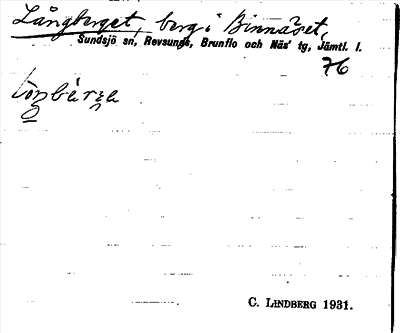 Långberget, berg i Binnåset,
Sundsjö sn, Revsunds, Brunflo och Näs' tg, Jämtl. l.
76
C. LINDBERG 1931.